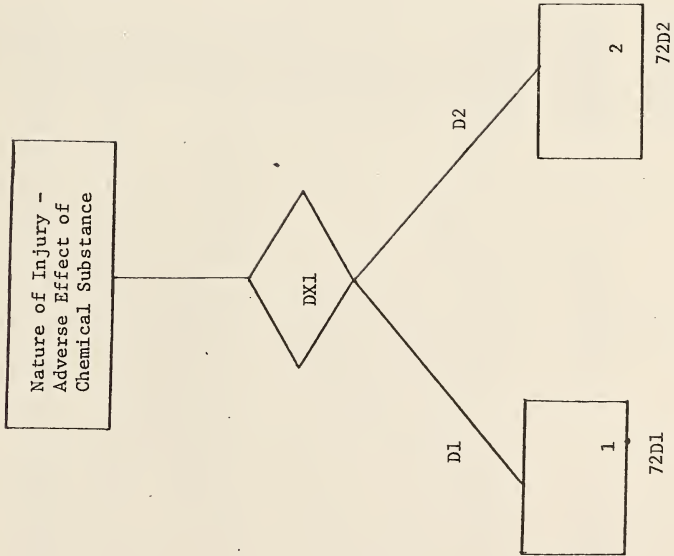 Nature of Injury -
Adverse Effect of
Chemical Substance
DX1
D1
D2
1
2
72D1
72D2